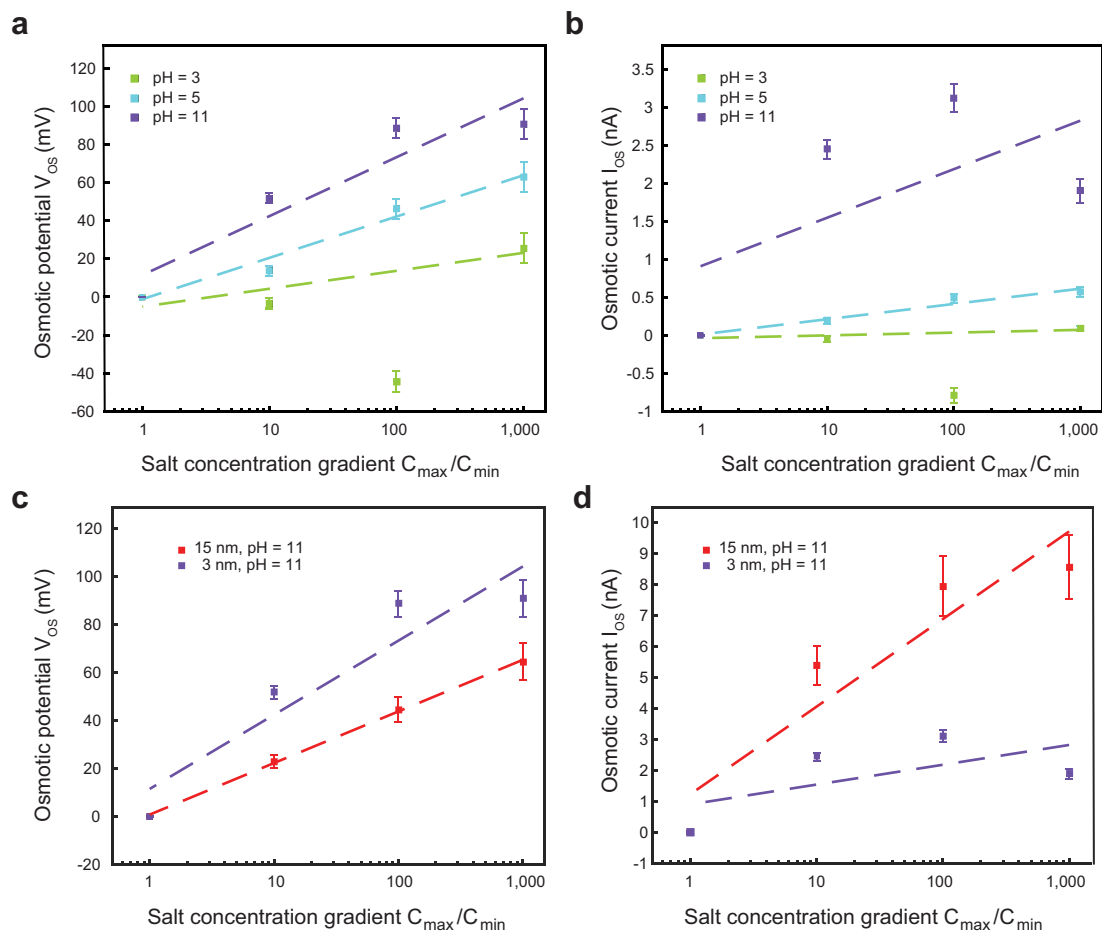 a
Osmotic potential V_OS (mV)
120
100
80
60
40
20
0
-20
-40
-60
pH = 3
pH = 5
pH = 11
1
10
100
1,000
Salt concentration gradient C_max/C_min
b
Osmotic current I_OS (nA)
3.5
3
2.5
2
1.5
1
0.5
0
-0.5
-1
pH = 3
pH = 5
pH = 11
1
10
100
1,000
Salt concentration gradient C_max/C_min
c
Osmotic potential V_OS (mV)
120
100
80
60
40
20
0
-20
15 nm, pH = 11
3 nm, pH = 11
1
10
100
1,000
Salt concentration gradient C_max/C_min
d
Osmotic current I_OS (nA)
10
9
8
7
6
5
4
3
2
1
0
-1
15 nm, pH = 11
3 nm, pH = 11
1
10
100
1,000
Salt concentration gradient C_max/C_min